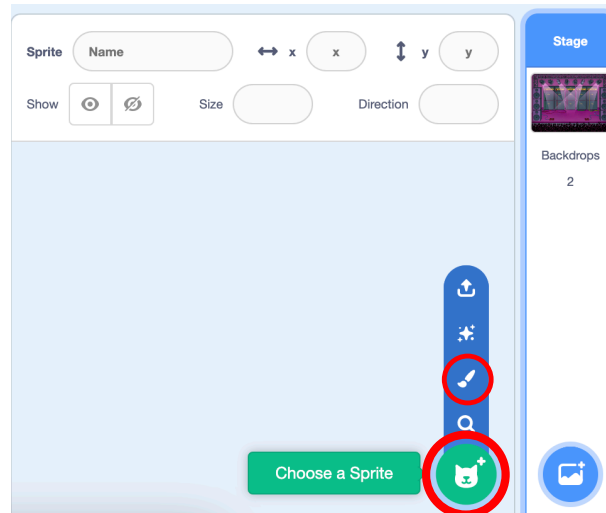 Sprite Name x x y y
Show Size Direction
Stage
Backdrops
2
Choose a Sprite